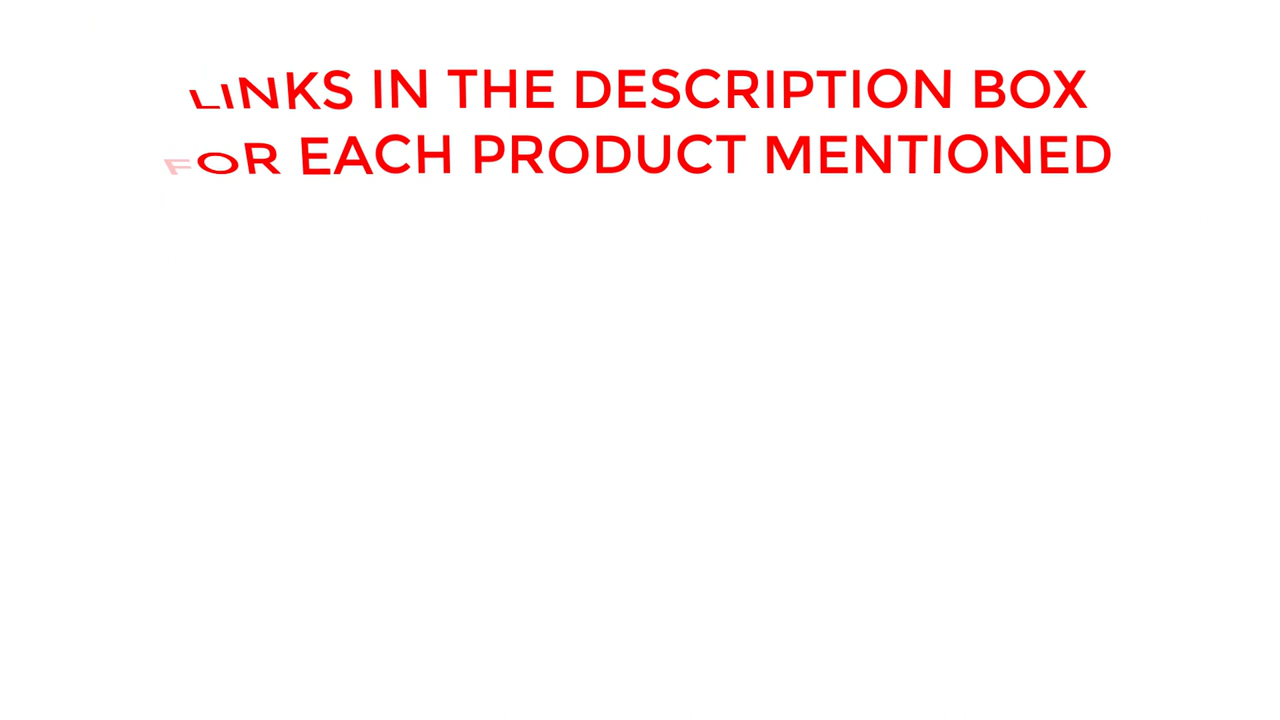 LINKS IN THE DESCRIPTION BOX
FOR EACH PRODUCT MENTIONED